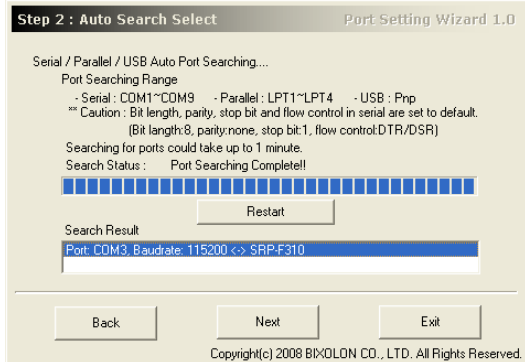 Step 2 : Auto Search Select Port Setting Wizard 1.0
Serial / Parallel / USB Auto Port Searching....
Port Searching Range
- Serial : COM1~COM9 - Parallel : LPT1~LPT4 - USB : Pnp
** Caution : Bit length, parity, stop bit and flow control in serial are set to default.
(Bit length:8, parity:none, stop bit:1, flow control:DTR/DSR)
Searching for ports could take up to 1 minute.
Search Status : Port Searching Complete!!
Restart
Search Result
Port: COM3, Baudrate: 115200 <-> SRP-F310
Back Next Exit
Copyright(c) 2008 BIXOLON CO., LTD. All Rights Reserved.